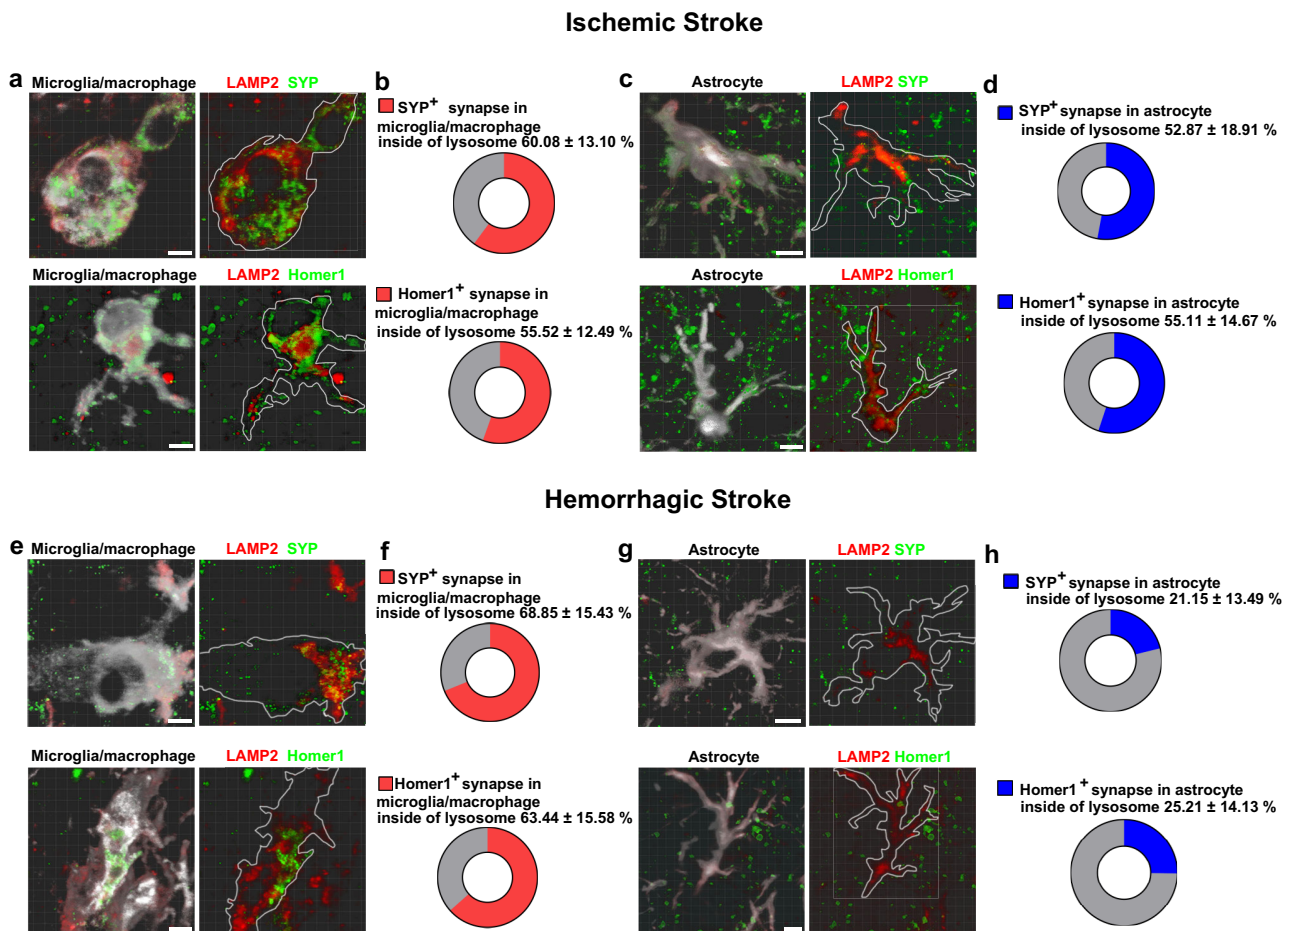 Ischemic Stroke
a
Microglia/macrophage
LAMP2 SYP
b
SYP+ synapse in
microglia/macrophage
inside of lysosome 60.08 ± 13.10 %
Microglia/macrophage
LAMP2 Homer1
Homer1+ synapse in
microglia/macrophage
inside of lysosome 55.52 ± 12.49 %
c
Astrocyte
LAMP2 SYP
d
SYP+ synapse in astrocyte
inside of lysosome 52.87 ± 18.91 %
Astrocyte
LAMP2 Homer1
Homer1+ synapse in astrocyte
inside of lysosome 55.11 ± 14.67 %
Hemorrhagic Stroke
e
Microglia/macrophage
LAMP2 SYP
f
SYP+ synapse in
microglia/macrophage
inside of lysosome 68.85 ± 15.43 %
Microglia/macrophage
LAMP2 Homer1
Homer1+ synapse in
microglia/macrophage
inside of lysosome 63.44 ± 15.58 %
g
Astrocyte
LAMP2 SYP
h
SYP+ synapse in astrocyte
inside of lysosome 21.15 ± 13.49 %
Astrocyte
LAMP2 Homer1
Homer1+ synapse in astrocyte
inside of lysosome 25.21 ± 14.13 %